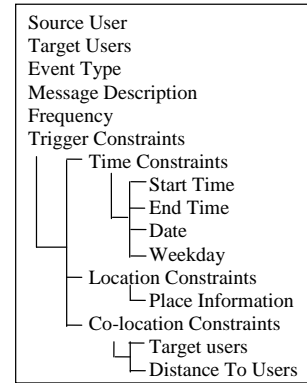 Source User
Target Users
Event Type
Message Description
Frequency
Trigger Constraints
Time Constraints
Start Time
End Time
Date
Weekday
Location Constraints
Place Information
Co-location Constraints
Target users
Distance To Users